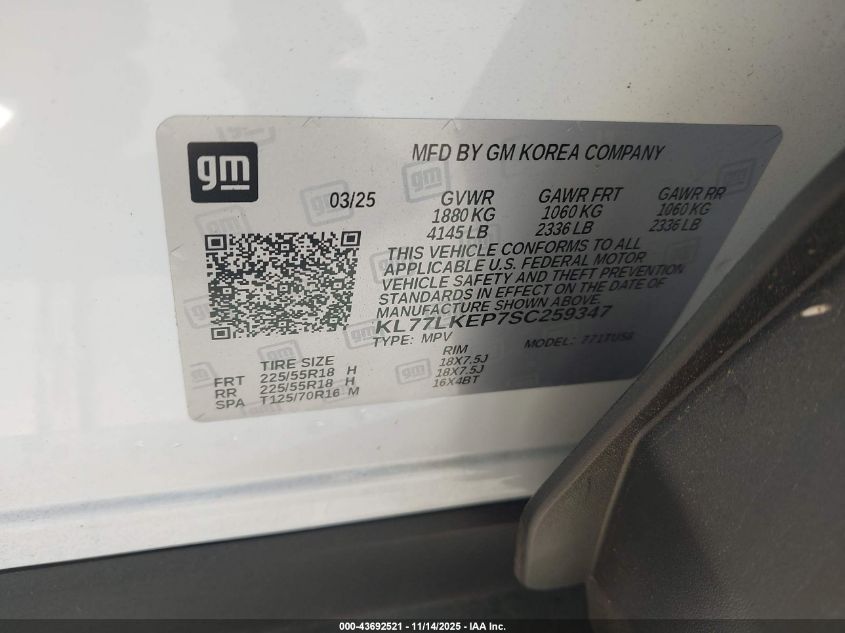 gm
MFD BY GM KOREA COMPANY
03/25
GVWR GAWR FRT GAWR RR
1880 KG 1060 KG 1060 KG
4145 LB 2336 LB 2336 LB
THIS VEHICLE CONFORMS TO ALL
APPLICABLE U.S. FEDERAL MOTOR
VEHICLE SAFETY AND THEFT PREVENTION
STANDARDS IN EFFECT ON THE DATE OF
MANUFACTURE SHOWN ABOVE.
KL77LKEP7SC259347
TYPE: MPV MODEL: 771TUS8
TIRE SIZE RIM
FRT 225/55R18 H 18X7.5J
RR 225/55R18 H 18X7.5J
SPA T125/70R16 M 16X4BT
000-43692521 | 11/14/2025 - IAA Inc.